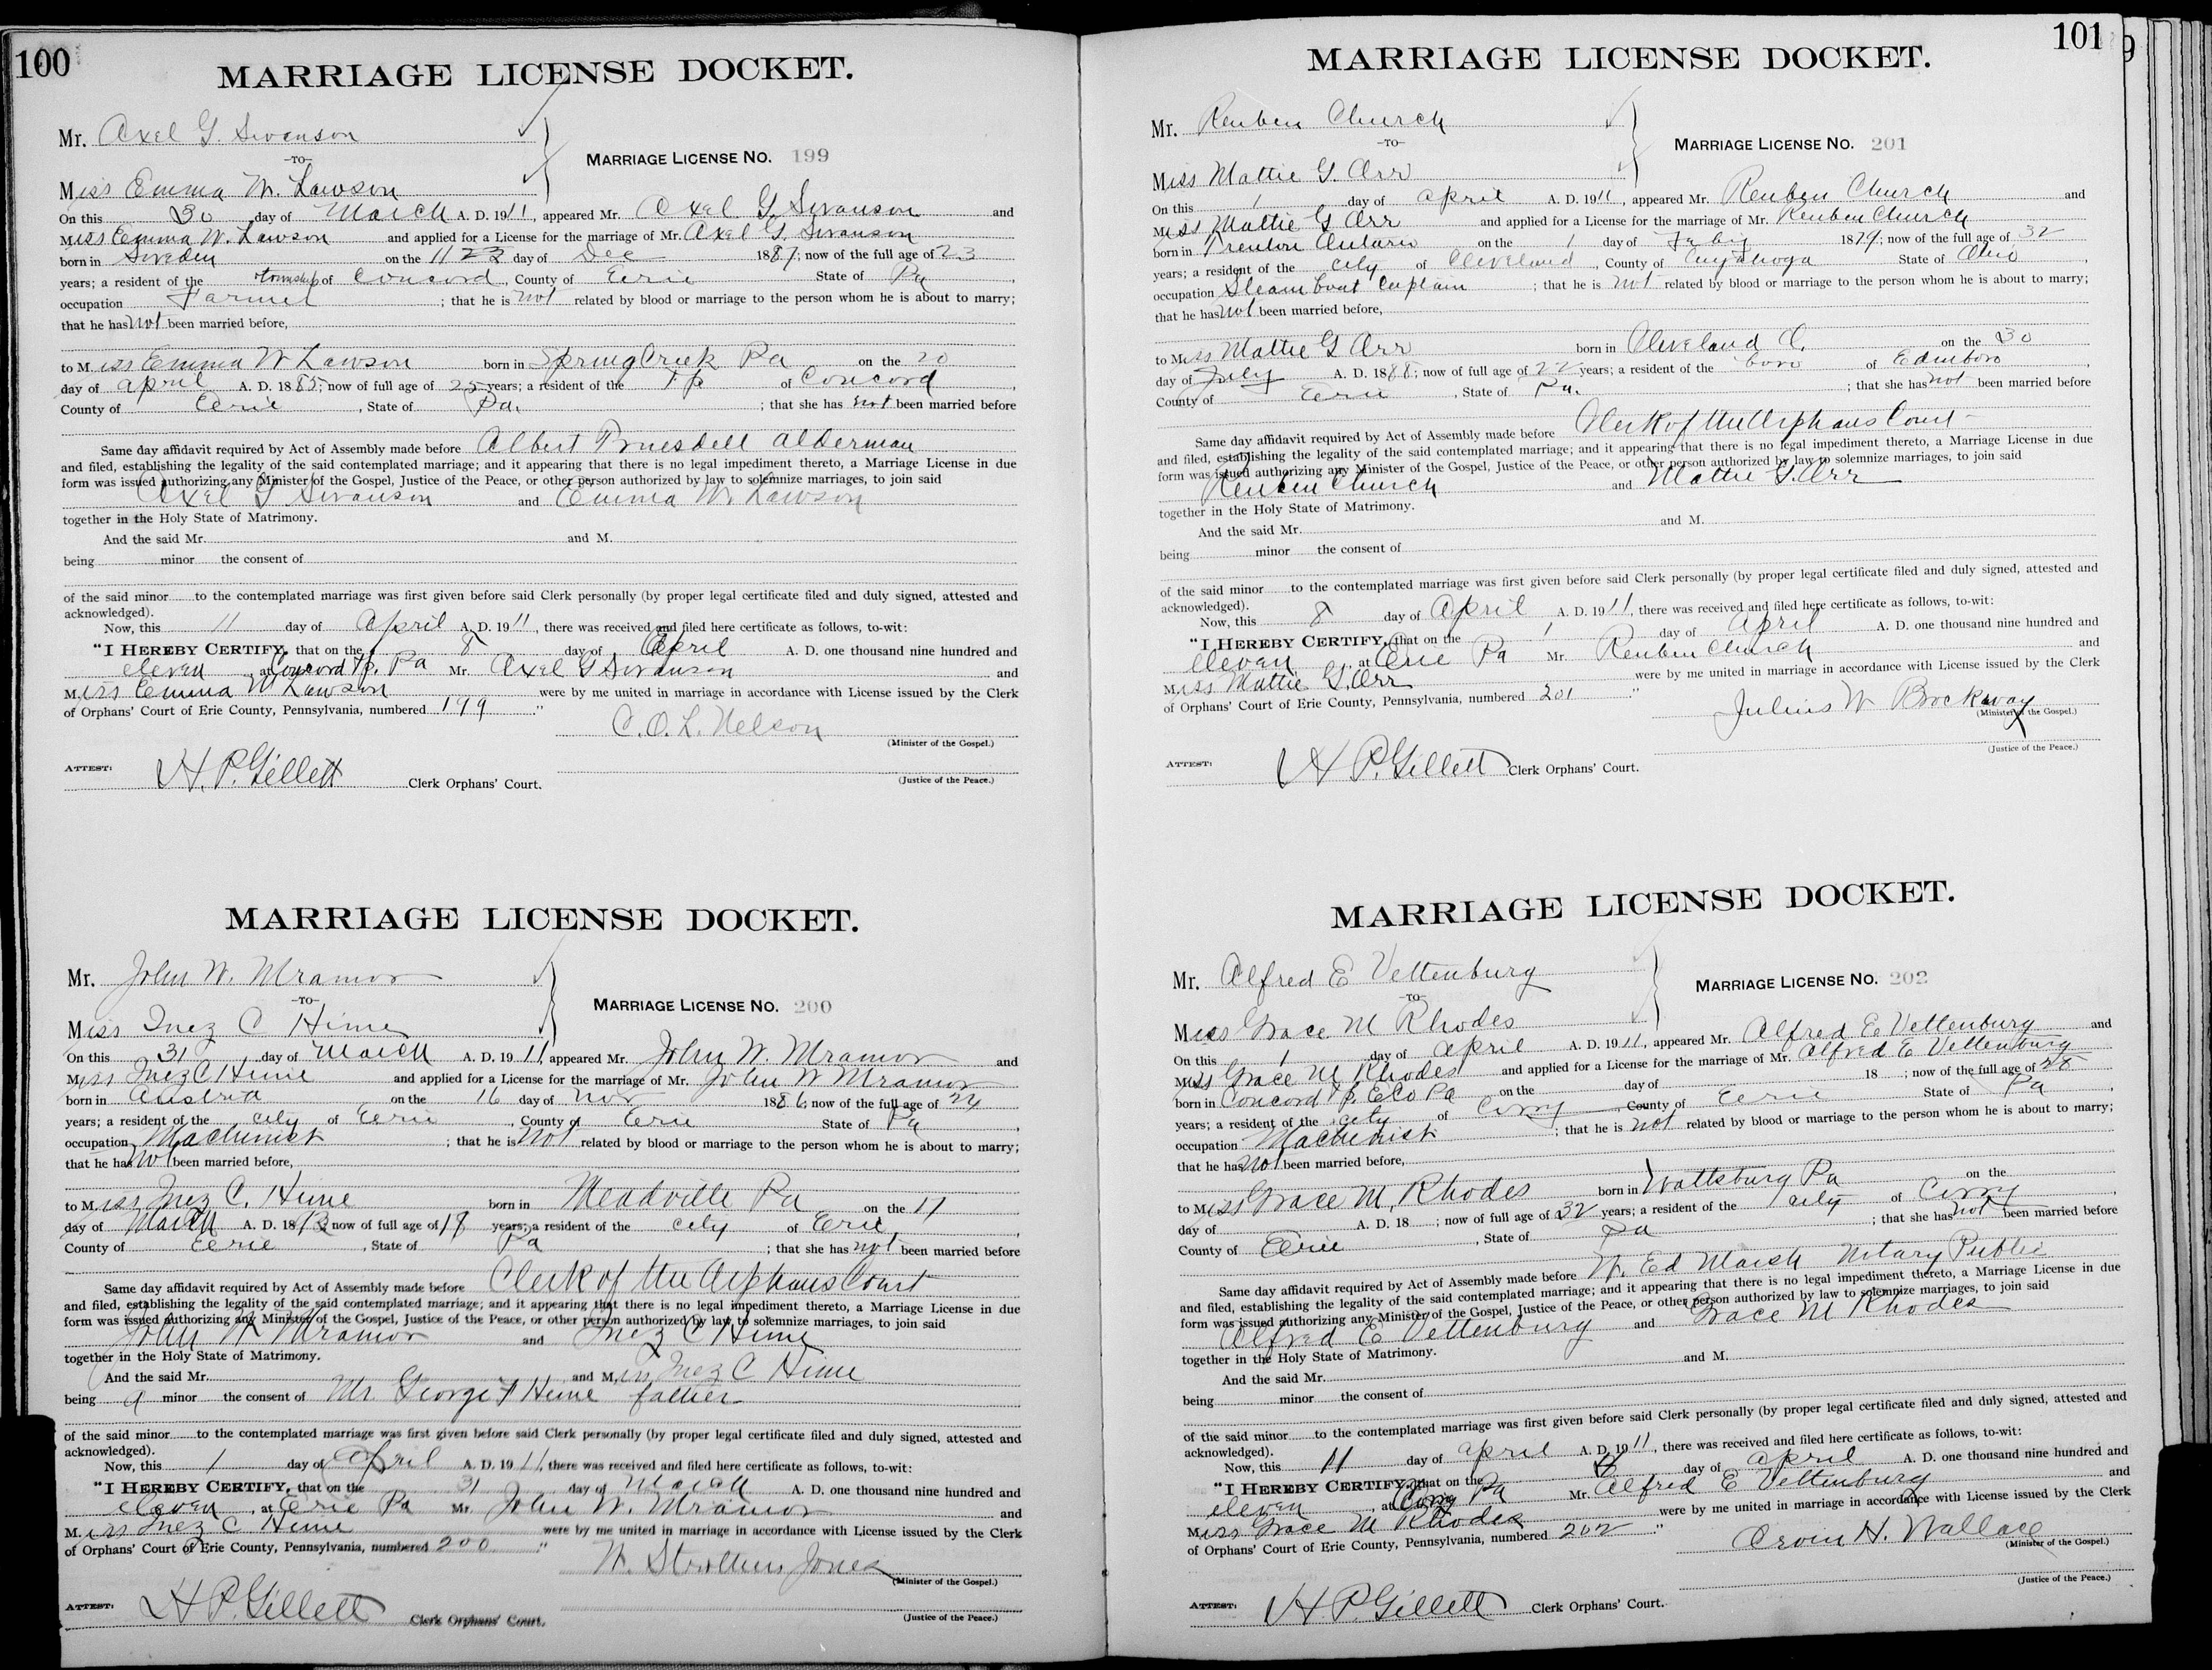 100
MARRIAGE LICENSE DOCKET.
Mr. Axel G. Swanson
—TO—
MARRIAGE LICENSE No. 199
Miss Emma W. Lawson
On this 30 day of March A. D. 1911, appeared Mr. Axel G. Swanson and
Miss Emma W. Lawson and applied for a License for the marriage of Mr. Axel G. Swanson
born in Sweden on the 11 day of Dec 1887; now of the full age of 23
years; a resident of the township of Concord, County of Erie State of Pa,
occupation Farmer; that he is not related by blood or marriage to the person whom he is about to marry;
that he has not been married before,
to Miss Emma W Lawson born in Spring Creek Pa on the 20
day of April A. D. 1885; now of full age of 25 years; a resident of the tp of Concord,
County of Erie, State of Pa.; that she has not been married before
Same day affidavit required by Act of Assembly made before Albert Truesdell Alderman
and filed, establishing the legality of the said contemplated marriage; and it appearing that there is no legal impediment thereto, a Marriage License in due
form was issued authorizing any Minister of the Gospel, Justice of the Peace, or other person authorized by law to solemnize marriages, to join said
Axel G Swanson and Emma W. Lawson
together in the Holy State of Matrimony.
And the said Mr. and M.
being minor the consent of
of the said minor to the contemplated marriage was first given before said Clerk personally (by proper legal certificate filed and duly signed, attested and
acknowledged).
Now, this 11 day of April A. D. 1911, there was received and filed here certificate as follows, to-wit:
"I HEREBY CERTIFY, that on the 8 day of April A. D. one thousand nine hundred and
eleven, at Concord Tp. Pa Mr. Axel G Swanson and
Miss Emma W Lawson were by me united in marriage in accordance with License issued by the Clerk
of Orphans' Court of Erie County, Pennsylvania, numbered 199"
C. O. L. Nelson
(Minister of the Gospel.)
ATTEST: H. P. Gillett Clerk Orphans' Court.
(Justice of the Peace.)
MARRIAGE LICENSE DOCKET.
Mr. John W. Mramor
—TO—
MARRIAGE LICENSE No. 200
Miss Inez C Hime
On this 31 day of March A. D. 1911, appeared Mr. John W. Mramor and
Miss Inez C Hime and applied for a License for the marriage of Mr. John W Mramor
born in Austria on the 16 day of Nov 1886; now of the full age of 24
years; a resident of the city of Erie, County of Erie State of Pa,
occupation Machinist; that he is not related by blood or marriage to the person whom he is about to marry;
that he has not been married before,
to Miss Inez C. Hime born in Meadville Pa on the 17
day of March A. D. 18; now of full age of 18 years; a resident of the city of Erie,
County of Erie, State of Pa; that she has not been married before
Same day affidavit required by Act of Assembly made before Clerk of the Orphans Court
and filed, establishing the legality of the said contemplated marriage; and it appearing that there is no legal impediment thereto, a Marriage License in due
form was issued authorizing any Minister of the Gospel, Justice of the Peace, or other person authorized by law to solemnize marriages, to join said
John W Mramor and Inez C Hime
together in the Holy State of Matrimony.
And the said Mr. and Miss Inez C Hime
being a minor the consent of Mr George Hime father
of the said minor to the contemplated marriage was first given before said Clerk personally (by proper legal certificate filed and duly signed, attested and
acknowledged).
Now, this 1 day of April A. D. 1911, there was received and filed here certificate as follows, to-wit:
"I HEREBY CERTIFY, that on the 31 day of March A. D. one thousand nine hundred and
eleven, at Erie Pa Mr. John W. Mramor and
Miss Inez C Hime were by me united in marriage in accordance with License issued by the Clerk
of Orphans' Court of Erie County, Pennsylvania, numbered 200"
W. Strothers Jones
(Minister of the Gospel.)
ATTEST: H P. Gillett Clerk Orphans' Court.
(Justice of the Peace.)
101
MARRIAGE LICENSE DOCKET.
Mr. Reuben Church
—TO—
MARRIAGE LICENSE No. 201
Miss Mattie G. Orr
On this 1 day of April A. D. 1911, appeared Mr. Reuben Church and
Miss Mattie G Orr and applied for a License for the marriage of Mr. Reuben Church
born in Trenton Ontario on the 1 day of 1879; now of the full age of 32
years; a resident of the city of Cleveland, County of Cuyahoga State of Ohio,
occupation Steamboat Captain; that he is not related by blood or marriage to the person whom he is about to marry;
that he has not been married before,
to Miss Mattie G Orr born in Cleveland O. on the 30
day of July A. D. 1888; now of full age of 22 years; a resident of the boro of Edinboro,
County of Erie, State of Pa.; that she has not been married before
Same day affidavit required by Act of Assembly made before Clerk of the Orphans Court
and filed, establishing the legality of the said contemplated marriage; and it appearing that there is no legal impediment thereto, a Marriage License in due
form was issued authorizing any Minister of the Gospel, Justice of the Peace, or other person authorized by law to solemnize marriages, to join said
Reuben Church and Mattie G. Orr
together in the Holy State of Matrimony.
And the said Mr. and M.
being minor the consent of
of the said minor to the contemplated marriage was first given before said Clerk personally (by proper legal certificate filed and duly signed, attested and
acknowledged).
Now, this 8 day of April A. D. 1911, there was received and filed here certificate as follows, to-wit:
"I HEREBY CERTIFY, that on the 1 day of April A. D. one thousand nine hundred and
eleven, at Erie Pa Mr. Reuben Church and
Miss Mattie G. Orr were by me united in marriage in accordance with License issued by the Clerk
of Orphans' Court of Erie County, Pennsylvania, numbered 201"
Julius W Brockway
(Minister of the Gospel.)
ATTEST: H P. Gillett Clerk Orphans' Court.
(Justice of the Peace.)
MARRIAGE LICENSE DOCKET.
Mr. Alfred E Vettenburg
—TO—
MARRIAGE LICENSE No. 202
Miss Grace M Rhodes
On this 1 day of April A. D. 1911, appeared Mr. Alfred E Vettenburg and
Miss Grace M Rhodes and applied for a License for the marriage of Mr. Alfred E Vettenburg
born in Concord Tp. E Co Pa on the day of 18 ; now of the full age of 28
years; a resident of the city of Corry, County of Erie State of Pa,
occupation Machinist; that he is not related by blood or marriage to the person whom he is about to marry;
that he has not been married before,
to Miss Grace M, Rhodes born in Wattsburg Pa on the
day of A. D. 18 ; now of full age of 32 years; a resident of the city of Corry,
County of Erie, State of Pa; that she has not been married before
Same day affidavit required by Act of Assembly made before W. Ed Marsh Notary Public
and filed, establishing the legality of the said contemplated marriage; and it appearing that there is no legal impediment thereto, a Marriage License in due
form was issued authorizing any Minister of the Gospel, Justice of the Peace, or other person authorized by law to solemnize marriages, to join said
Alfred E Vettenburg and Grace M Rhodes
together in the Holy State of Matrimony.
And the said Mr. and M.
being minor the consent of
of the said minor to the contemplated marriage was first given before said Clerk personally (by proper legal certificate filed and duly signed, attested and
acknowledged).
Now, this 11 day of April A. D. 1911, there was received and filed here certificate as follows, to-wit:
"I HEREBY CERTIFY, that on the day of April A. D. one thousand nine hundred and
eleven, at Corry Pa Mr. Alfred E Vettenburg and
Miss Grace M Rhodes were by me united in marriage in accordance with License issued by the Clerk
of Orphans' Court of Erie County, Pennsylvania, numbered 202"
Orvin H. Wallace
(Minister of the Gospel.)
ATTEST: H. P. Gillett Clerk Orphans' Court.
(Justice of the Peace.)